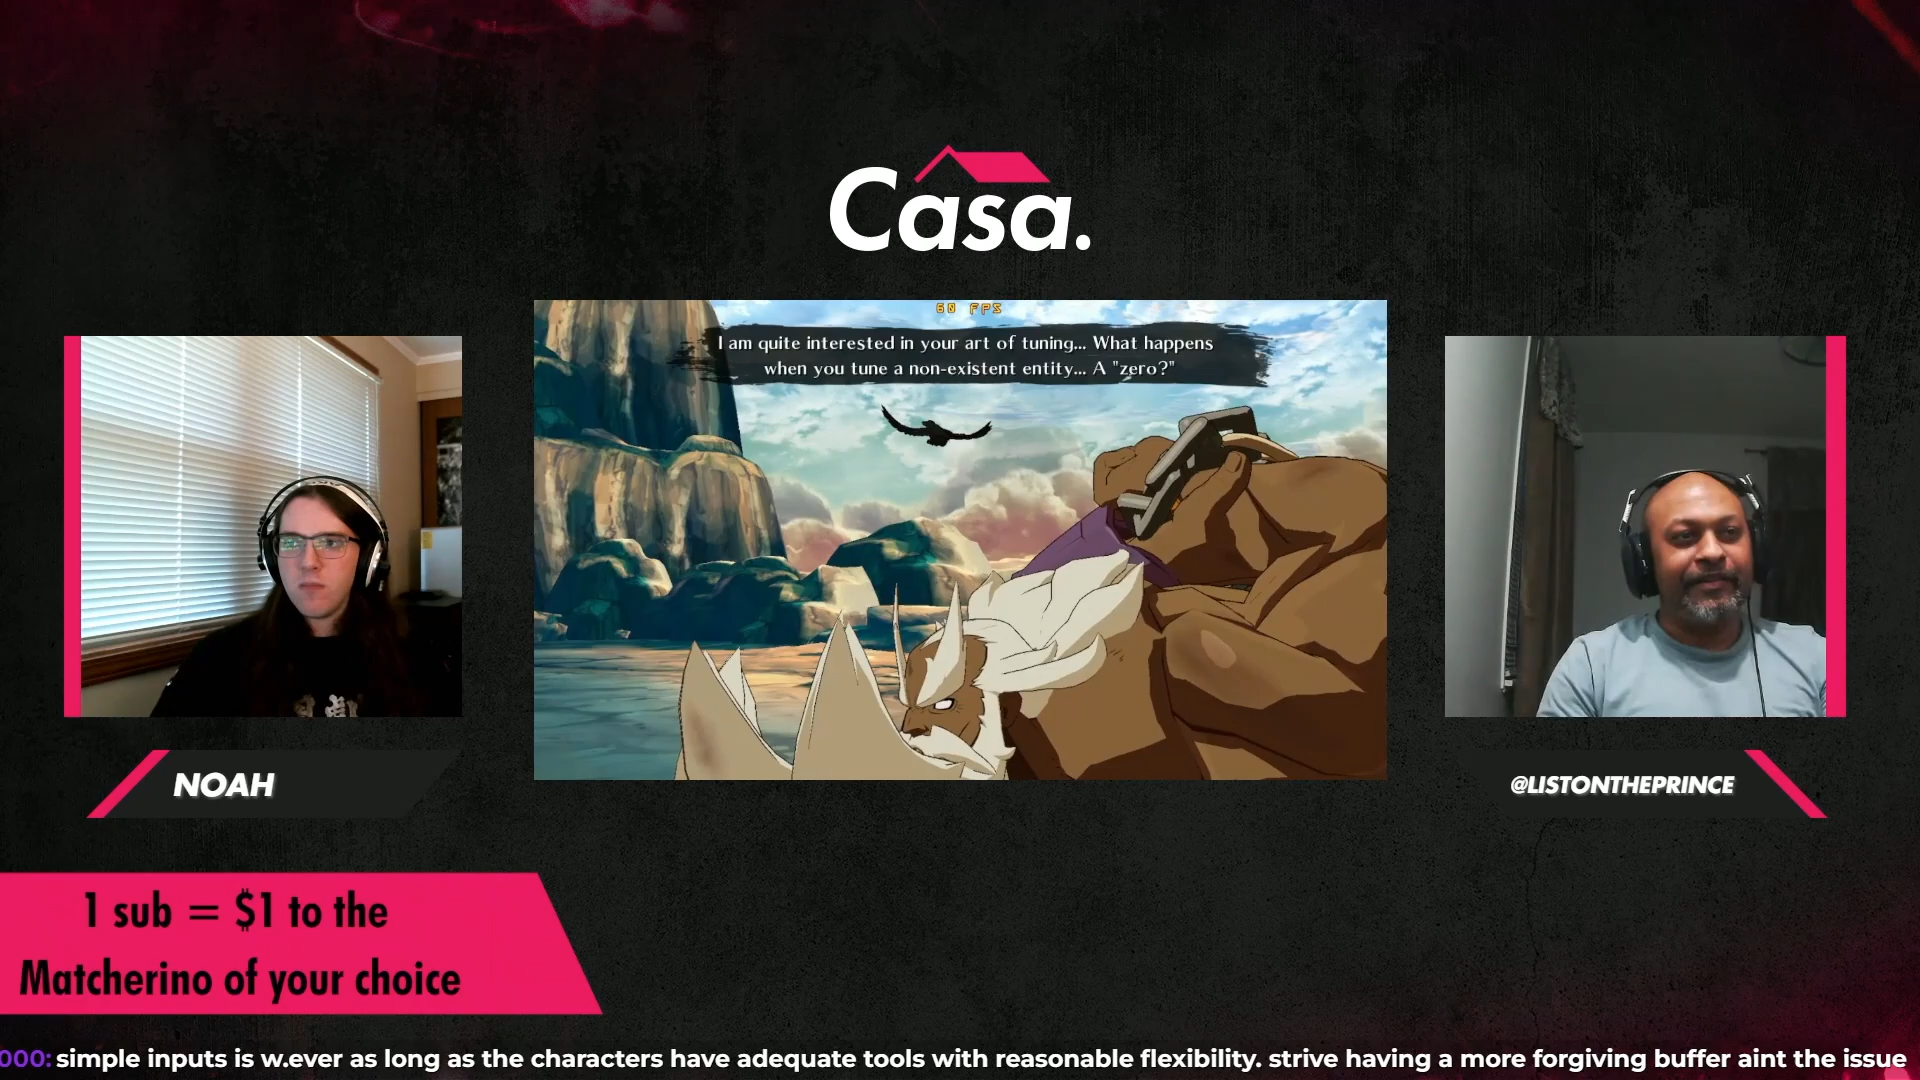 Casa.
60 FPS
I am quite interested in your art of tuning... What happens
when you tune a non-existent entity... A "zero?"
NOAH
@LISTONTHEPRINCE
1 sub = $1 to the
Matcherino of your choice
000: simple inputs is w.ever as long as the characters have adequate tools with reasonable flexibility. strive having a more forgiving buffer aint the issue